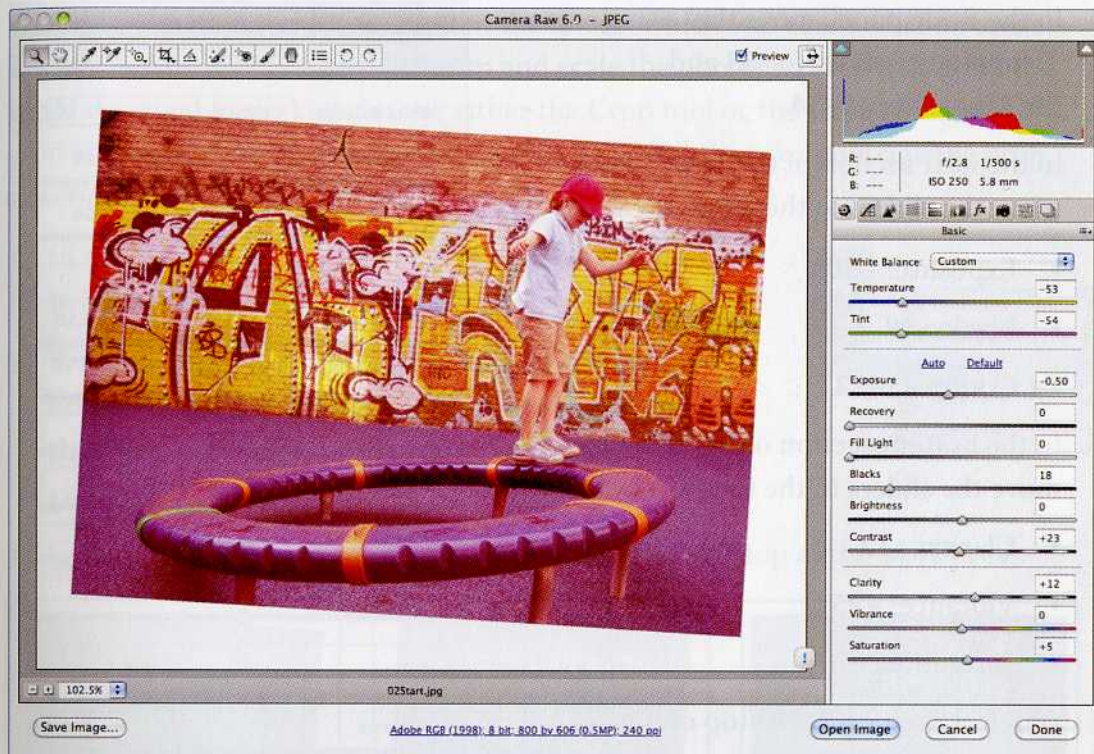 Camera Raw 6.0 - JPEG
Preview
R: ---
G: ---
B: ---
f/2.8 1/500 s
ISO 250 5.8 mm
Basic
White Balance: Custom
Temperature -53
Tint -54
Auto Default
Exposure -0.50
Recovery 0
Fill Light 0
Blacks 18
Brightness 0
Contrast +23
Clarity +12
Vibrance 0
Saturation +5
102.5%
02Start.jpg
Save Image...
Adobe RGB (1998); 8 bit; 800 by 606 (0.5MP); 240 ppi
Open Image
Cancel
Done